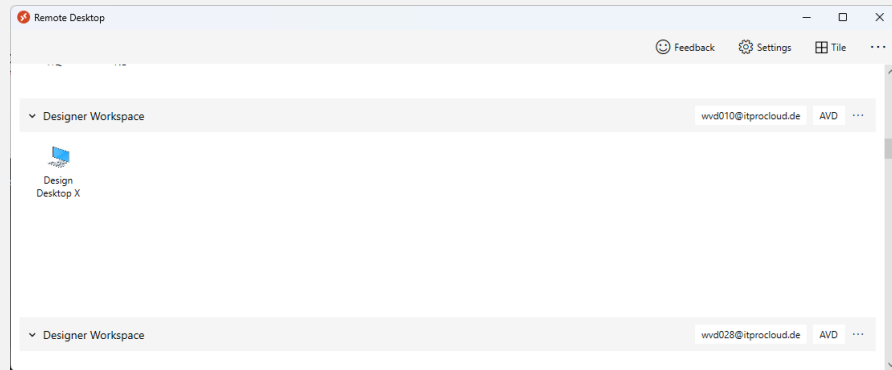 Remote Desktop
Feedback Settings Tile
Designer Workspace wvd010@itprocloud.de AVD
Design
Desktop X
Designer Workspace wvd028@itprocloud.de AVD